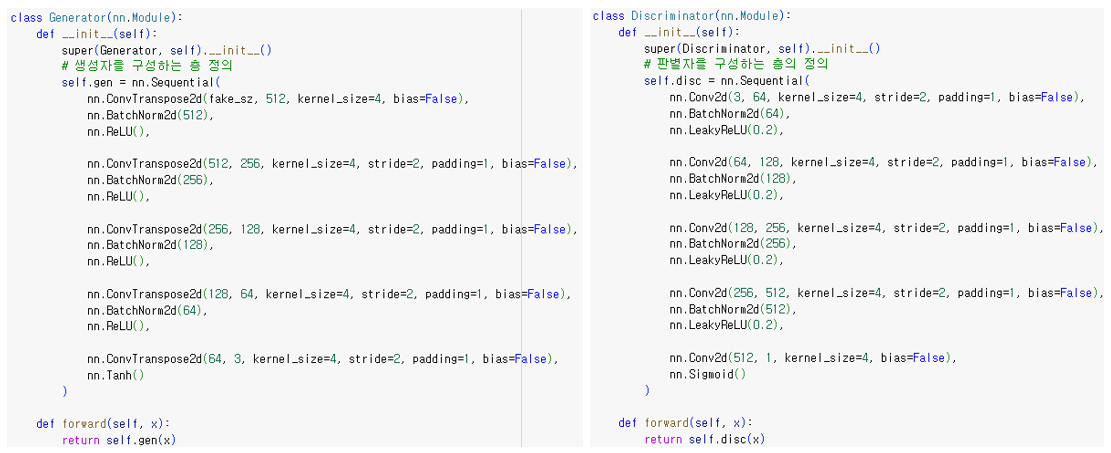 class Generator(nn.Module):
    def __init__(self):
        super(Generator, self).__init__()
        # 생성자를 구성하는 층 정의
        self.gen = nn.Sequential(
            nn.ConvTranspose2d(fake_sz, 512, kernel_size=4, bias=False),
            nn.BatchNorm2d(512),
            nn.ReLU(),

            nn.ConvTranspose2d(512, 256, kernel_size=4, stride=2, padding=1, bias=False),
            nn.BatchNorm2d(256),
            nn.ReLU(),

            nn.ConvTranspose2d(256, 128, kernel_size=4, stride=2, padding=1, bias=False),
            nn.BatchNorm2d(128),
            nn.ReLU(),

            nn.ConvTranspose2d(128, 64, kernel_size=4, stride=2, padding=1, bias=False),
            nn.BatchNorm2d(64),
            nn.ReLU(),

            nn.ConvTranspose2d(64, 3, kernel_size=4, stride=2, padding=1, bias=False),
            nn.Tanh()
        )

    def forward(self, x):
        return self.gen(x)
class Discriminator(nn.Module):
    def __init__(self):
        super(Discriminator, self).__init__()
        # 판별자를 구성하는 층의 정의
        self.disc = nn.Sequential(
            nn.Conv2d(3, 64, kernel_size=4, stride=2, padding=1, bias=False),
            nn.BatchNorm2d(64),
            nn.LeakyReLU(0.2),

            nn.Conv2d(64, 128, kernel_size=4, stride=2, padding=1, bias=False),
            nn.BatchNorm2d(128),
            nn.LeakyReLU(0.2),

            nn.Conv2d(128, 256, kernel_size=4, stride=2, padding=1, bias=False),
            nn.BatchNorm2d(256),
            nn.LeakyReLU(0.2),

            nn.Conv2d(256, 512, kernel_size=4, stride=2, padding=1, bias=False),
            nn.BatchNorm2d(512),
            nn.LeakyReLU(0.2),

            nn.Conv2d(512, 1, kernel_size=4, bias=False),
            nn.Sigmoid()
        )

    def forward(self, x):
        return self.disc(x)